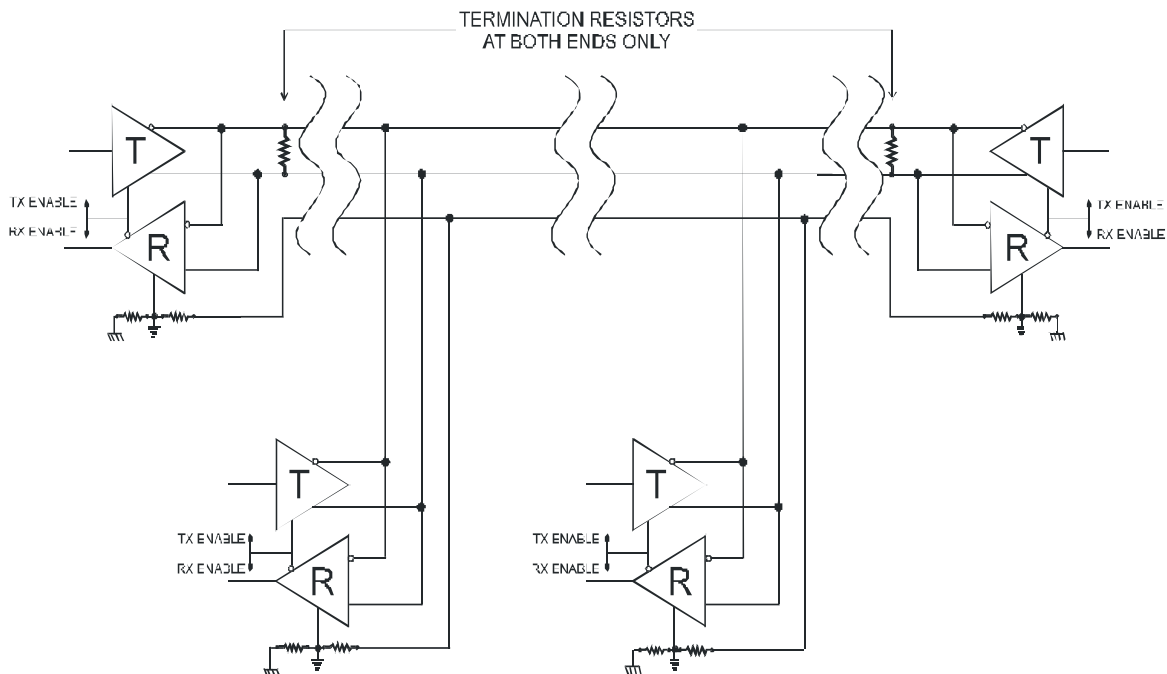 TERMINATION RESISTORS
AT BOTH ENDS ONLY
T
T
TX ENABLE
RX ENABLE
R
R
TX ENABLE
RX ENABLE
T
T
TX ENABLE
RX ENABLE
R
TX ENABLE
RX ENABLE
R